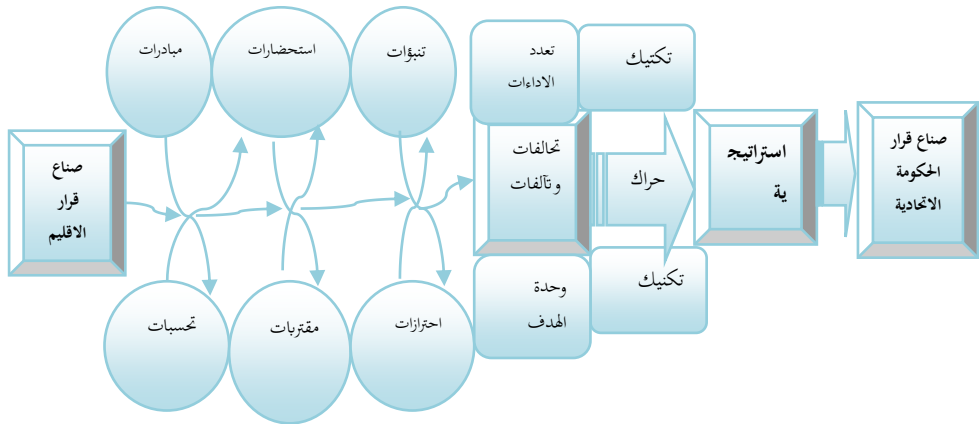 مبادرات
استحضارات
تنبؤات
تعدد
الاداءات
تكتيك
صناع
قرار
الاقليم
تحالفات
وتآلفات
حراك
استراتيج
ية
صناع قرار
الحكومة
الاتحادية
تحسبات
مقتربات
احترازات
وحدة
الهدف
تكنيك